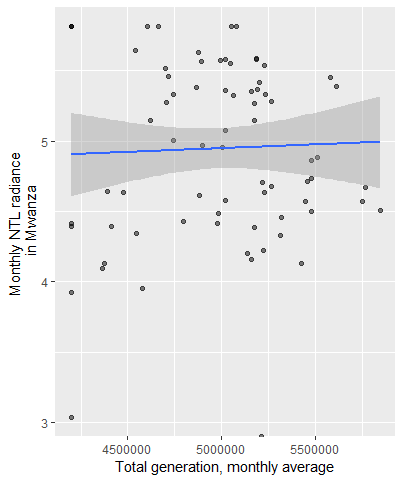 Monthly NTL radiance
in Mwanza
5
4
3
4500000
5000000
5500000
Total generation, monthly average